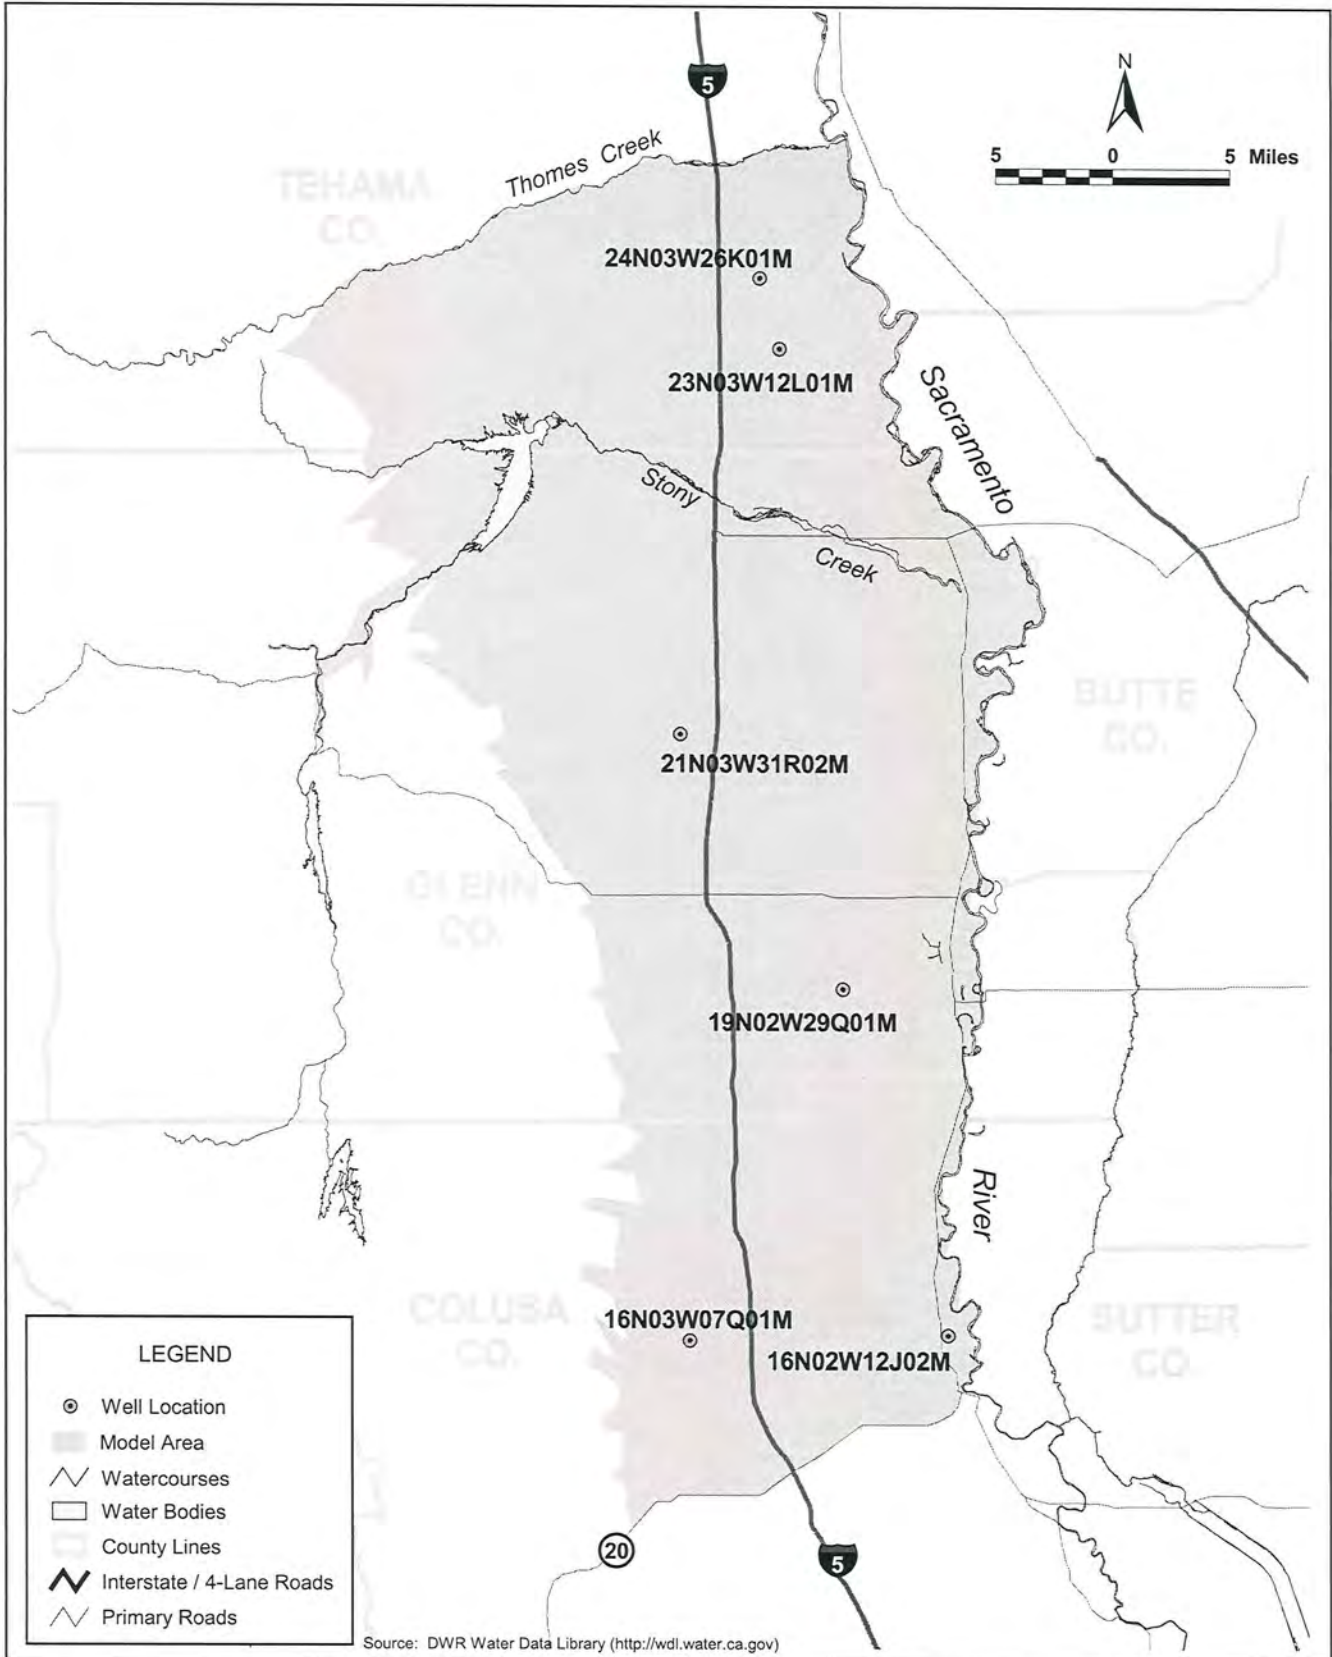 5
N
5 0 5 Miles
Thomes Creek
TEHAMA
CO.
24N03W26K01M
23N03W12L01M
Sacramento
Stony
Creek
BUTTE
CO.
21N03W31R02M
GLENN
CO.
19N02W29Q01M
River
COLUSA
CO.
16N03W07Q01M
SUTTER
CO.
16N02W12J02M
LEGEND
Well Location
Model Area
Watercourses
Water Bodies
County Lines
Interstate / 4-Lane Roads
Primary Roads
20
5
Source: DWR Water Data Library (http://wdl.water.ca.gov)